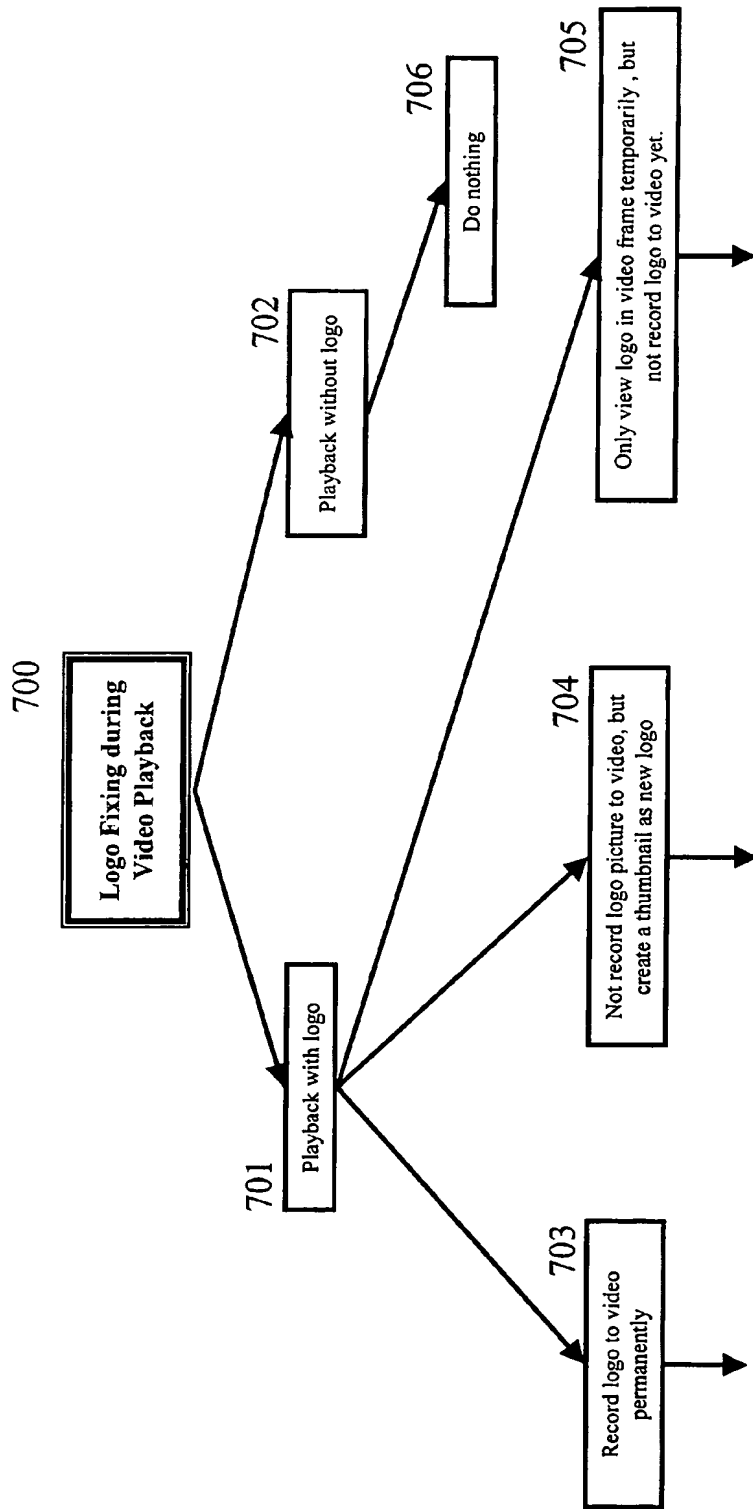 700
Logo Fixing during
Video Playback
701
Playback with logo
702
Playback without logo
706
Do nothing
703
Record logo to video
permanently
704
Not record logo picture to video, but
create a thumbnail as new logo
705
Only view logo in video frame temporarily , but
not record logo to video yet.